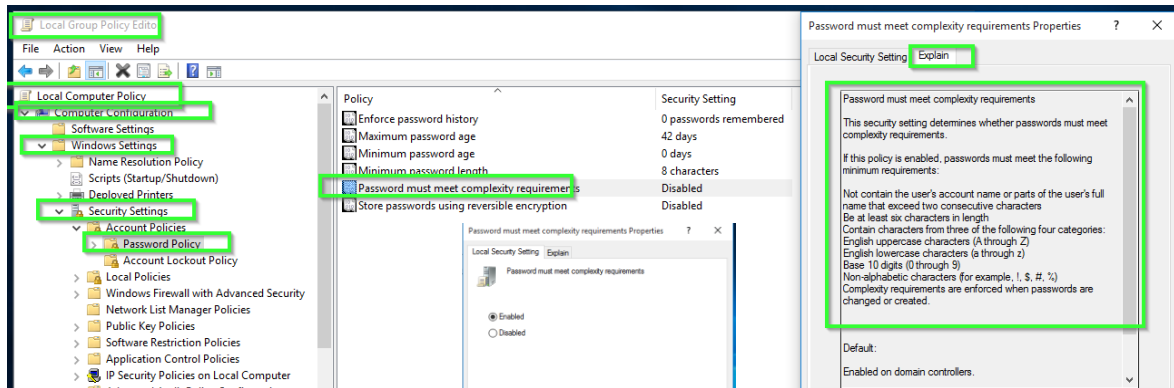 Local Group Policy Edito
File Action View Help
Local Computer Policy
Computer Configuration
Software Settings
Windows Settings
Name Resolution Policy
Scripts (Startup/Shutdown)
Deployed Printers
Security Settings
Account Policies
Password Policy
Account Lockout Policy
Local Policies
Windows Firewall with Advanced Security
Network List Manager Policies
Public Key Policies
Software Restriction Policies
Application Control Policies
IP Security Policies on Local Computer
Policy Security Setting
Enforce password history 0 passwords remembered
Maximum password age 42 days
Minimum password age 0 days
Minimum password length 8 characters
Password must meet complexity requirements Disabled
Store passwords using reversible encryption Disabled
Password must meet complexity requirements Properties ? X
Local Security Setting Explain
Password must meet complexity requirements
Enabled
Disabled
Password must meet complexity requirements Properties ? X
Local Security Setting Explain
Password must meet complexity requirements
This security setting determines whether passwords must meet
complexity requirements.
If this policy is enabled, passwords must meet the following
minimum requirements:
Not contain the user's account name or parts of the user's full
name that exceed two consecutive characters
Be at least six characters in length
Contain characters from three of the following four categories:
English uppercase characters (A through Z)
English lowercase characters (a through z)
Base 10 digits (0 through 9)
Non-alphabetic characters (for example, !, $, #, %)
Complexity requirements are enforced when passwords are
changed or created.
Default:
Enabled on domain controllers.